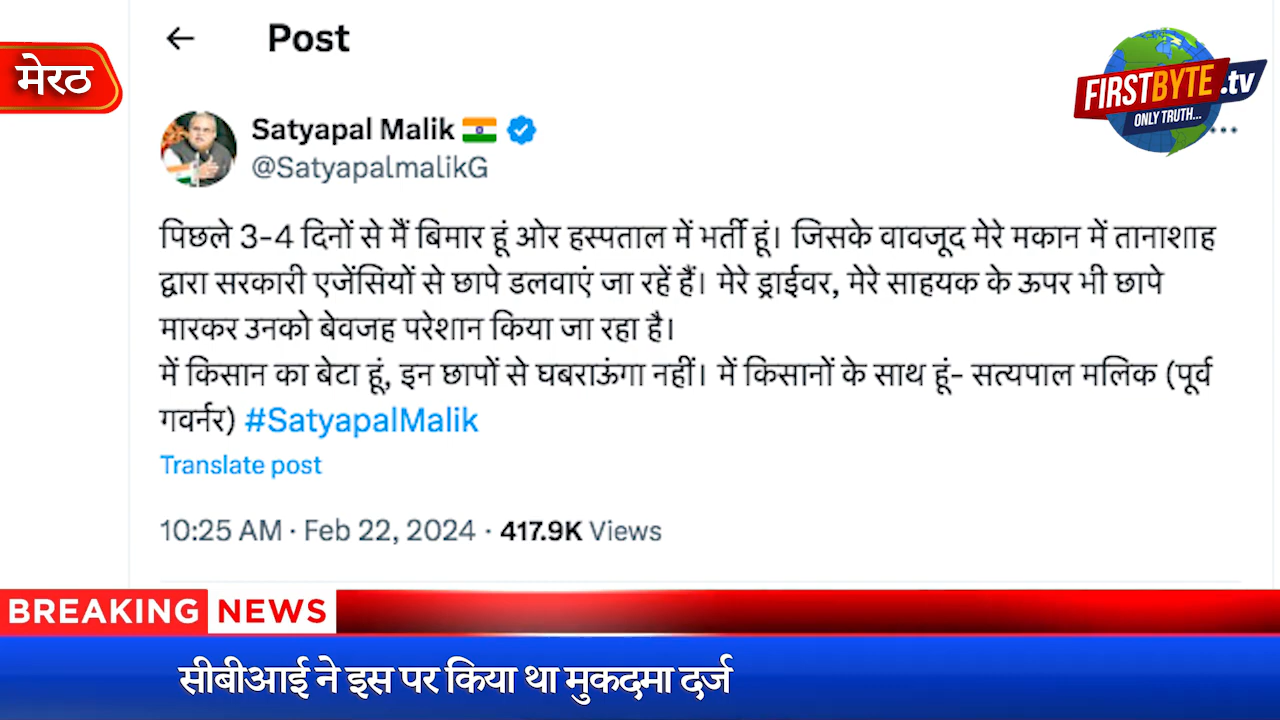 Post
मेरठ
FIRSTBYTE.tv
ONLY TRUTH...
Satyapal Malik
@SatyapalmalikG
पिछले 3-4 दिनों से मैं बिमार हूं ओर हस्पताल में भर्ती हूं। जिसके वावजूद मेरे मकान में तानाशाह
द्वारा सरकारी एजेंसियों से छापे डलवाएं जा रहें हैं। मेरे ड्राईवर, मेरे साहयक के ऊपर भी छापे
मारकर उनको बेवजह परेशान किया जा रहा है।
में किसान का बेटा हूं, इन छापों से घबराऊंगा नहीं। में किसानों के साथ हूं- सत्यपाल मलिक (पूर्व
गवर्नर) #SatyapalMalik
Translate post
10:25 AM · Feb 22, 2024 · 417.9K Views
BREAKING NEWS
सीबीआई ने इस पर किया था मुकदमा दर्ज